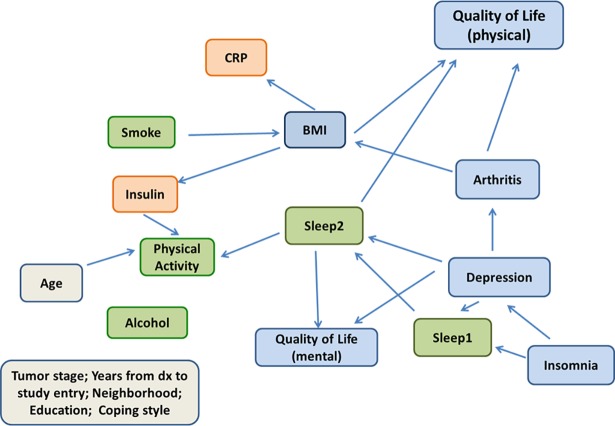 Quality of Life
(physical)
CRP
Smoke
BMI
Arthritis
Insulin
Sleep2
Physical
Activity
Age
Depression
Alcohol
Quality of Life
(mental)
Sleep1
Insomnia
Tumor stage; Years from dx to
study entry; Neighborhood;
Education;  Coping style